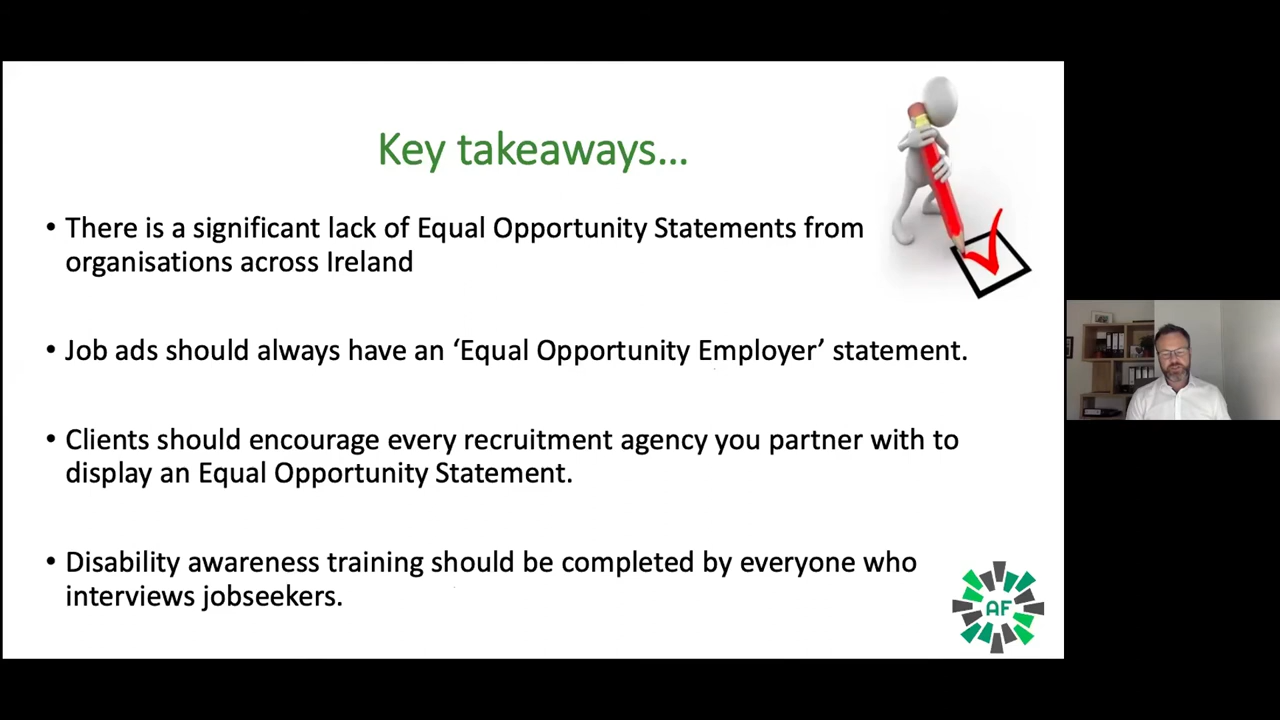 Key takeaways...
• There is a significant lack of Equal Opportunity Statements from
organisations across Ireland
• Job ads should always have an ‘Equal Opportunity Employer’ statement.
• Clients should encourage every recruitment agency you partner with to
display an Equal Opportunity Statement.
• Disability awareness training should be completed by everyone who
interviews jobseekers.
AF